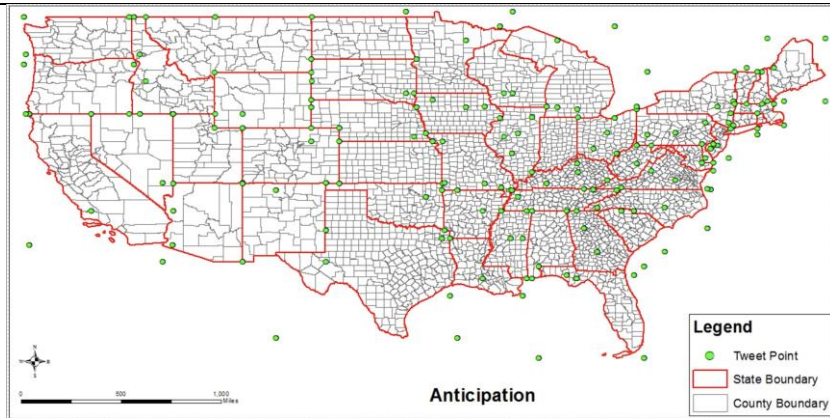 Legend
Tweet Point
State Boundary
County Boundary
N
W
E
S
0 500 1,000
Miles
Anticipation